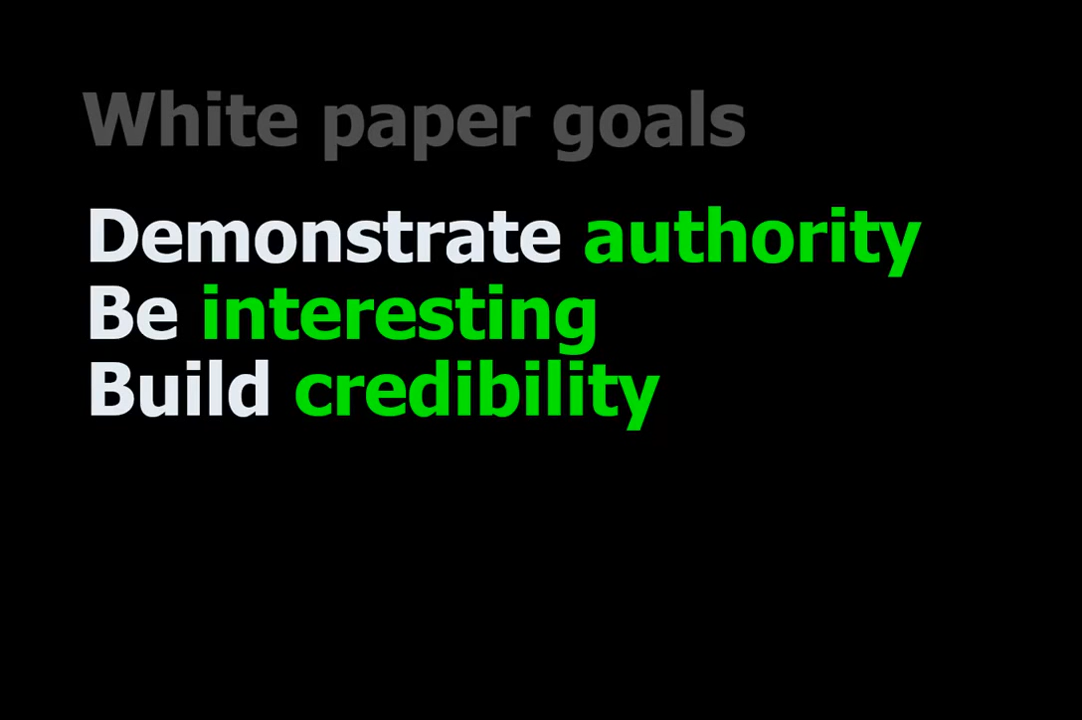 White paper goals
Demonstrate authority
Be interesting
Build credibility